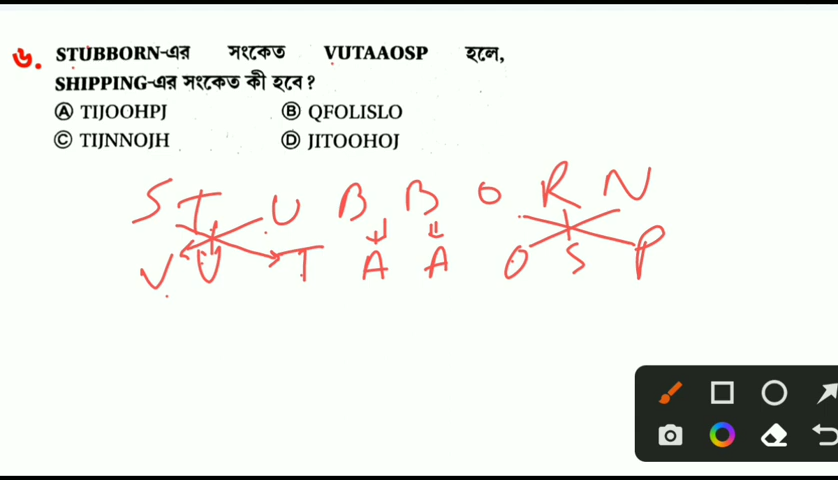 ৬. STUBBORN-এর সংকেত VUTAAOSP হলে,
SHIPPING-এর সংকেত কী হবে?
Ⓐ TIJOOHPJ Ⓑ QFOLISLO
Ⓒ TIJNNOJH Ⓓ JITOOHOJ
S T U B B O R N
V U T A A O S P